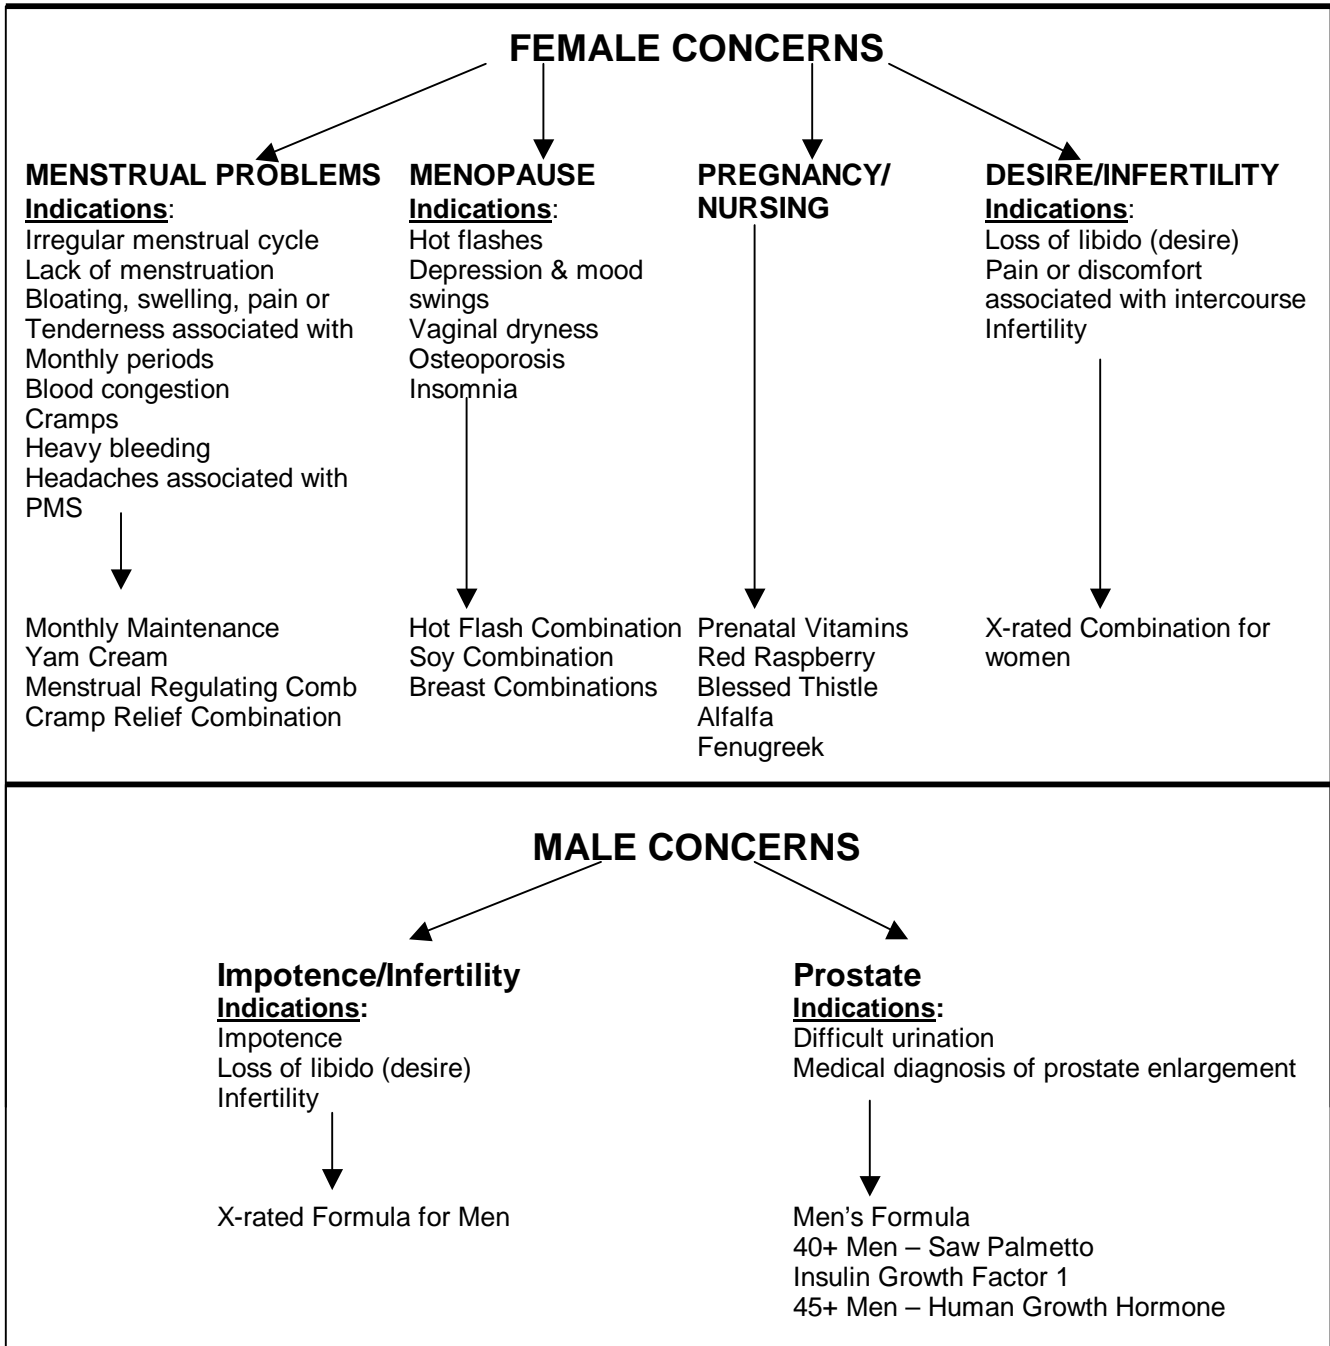 FEMALE CONCERNS
MENSTRUAL PROBLEMS
Indications:
Irregular menstrual cycle
Lack of menstruation
Bloating, swelling, pain or
Tenderness associated with
Monthly periods
Blood congestion
Cramps
Heavy bleeding
Headaches associated with
PMS
Monthly Maintenance
Yam Cream
Menstrual Regulating Comb
Cramp Relief Combination
MENOPAUSE
Indications:
Hot flashes
Depression & mood
swings
Vaginal dryness
Osteoporosis
Insomnia
Hot Flash Combination
Soy Combination
Breast Combinations
PREGNANCY/
NURSING
Prenatal Vitamins
Red Raspberry
Blessed Thistle
Alfalfa
Fenugreek
DESIRE/INFERTILITY
Indications:
Loss of libido (desire)
Pain or discomfort
associated with intercourse
Infertility
X-rated Combination for
women
MALE CONCERNS
Impotence/Infertility
Indications:
Impotence
Loss of libido (desire)
Infertility
X-rated Formula for Men
Prostate
Indications:
Difficult urination
Medical diagnosis of prostate enlargement
Men’s Formula
40+ Men – Saw Palmetto
Insulin Growth Factor 1
45+ Men – Human Growth Hormone